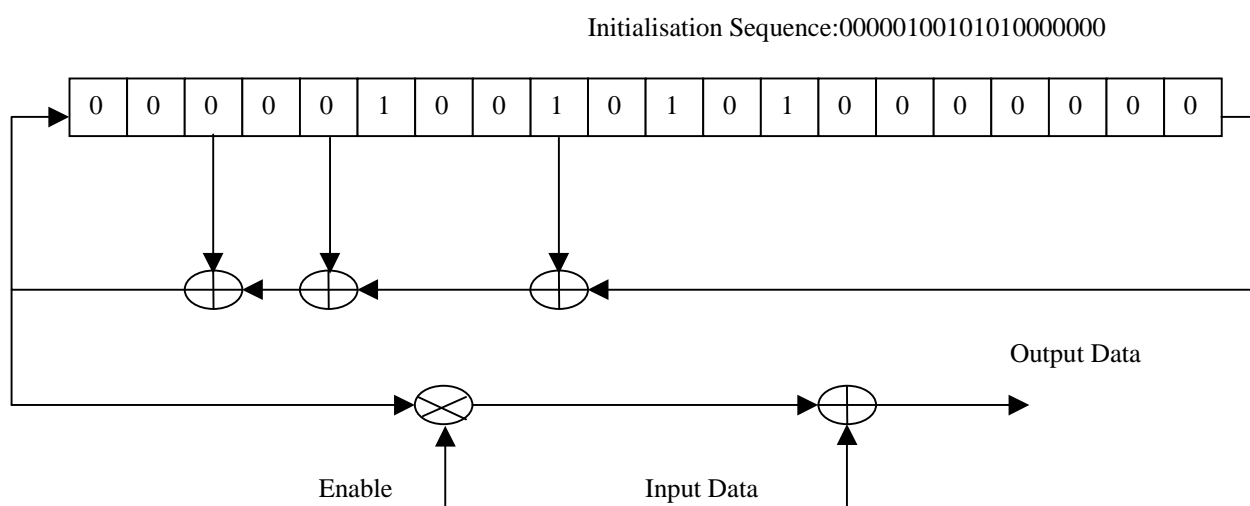 Initialisation Sequence:00000100101010000000
0 0 0 0 0 1 0 0 1 0 1 0 1 0 0 0 0 0 0 0
Output Data
Enable Input Data